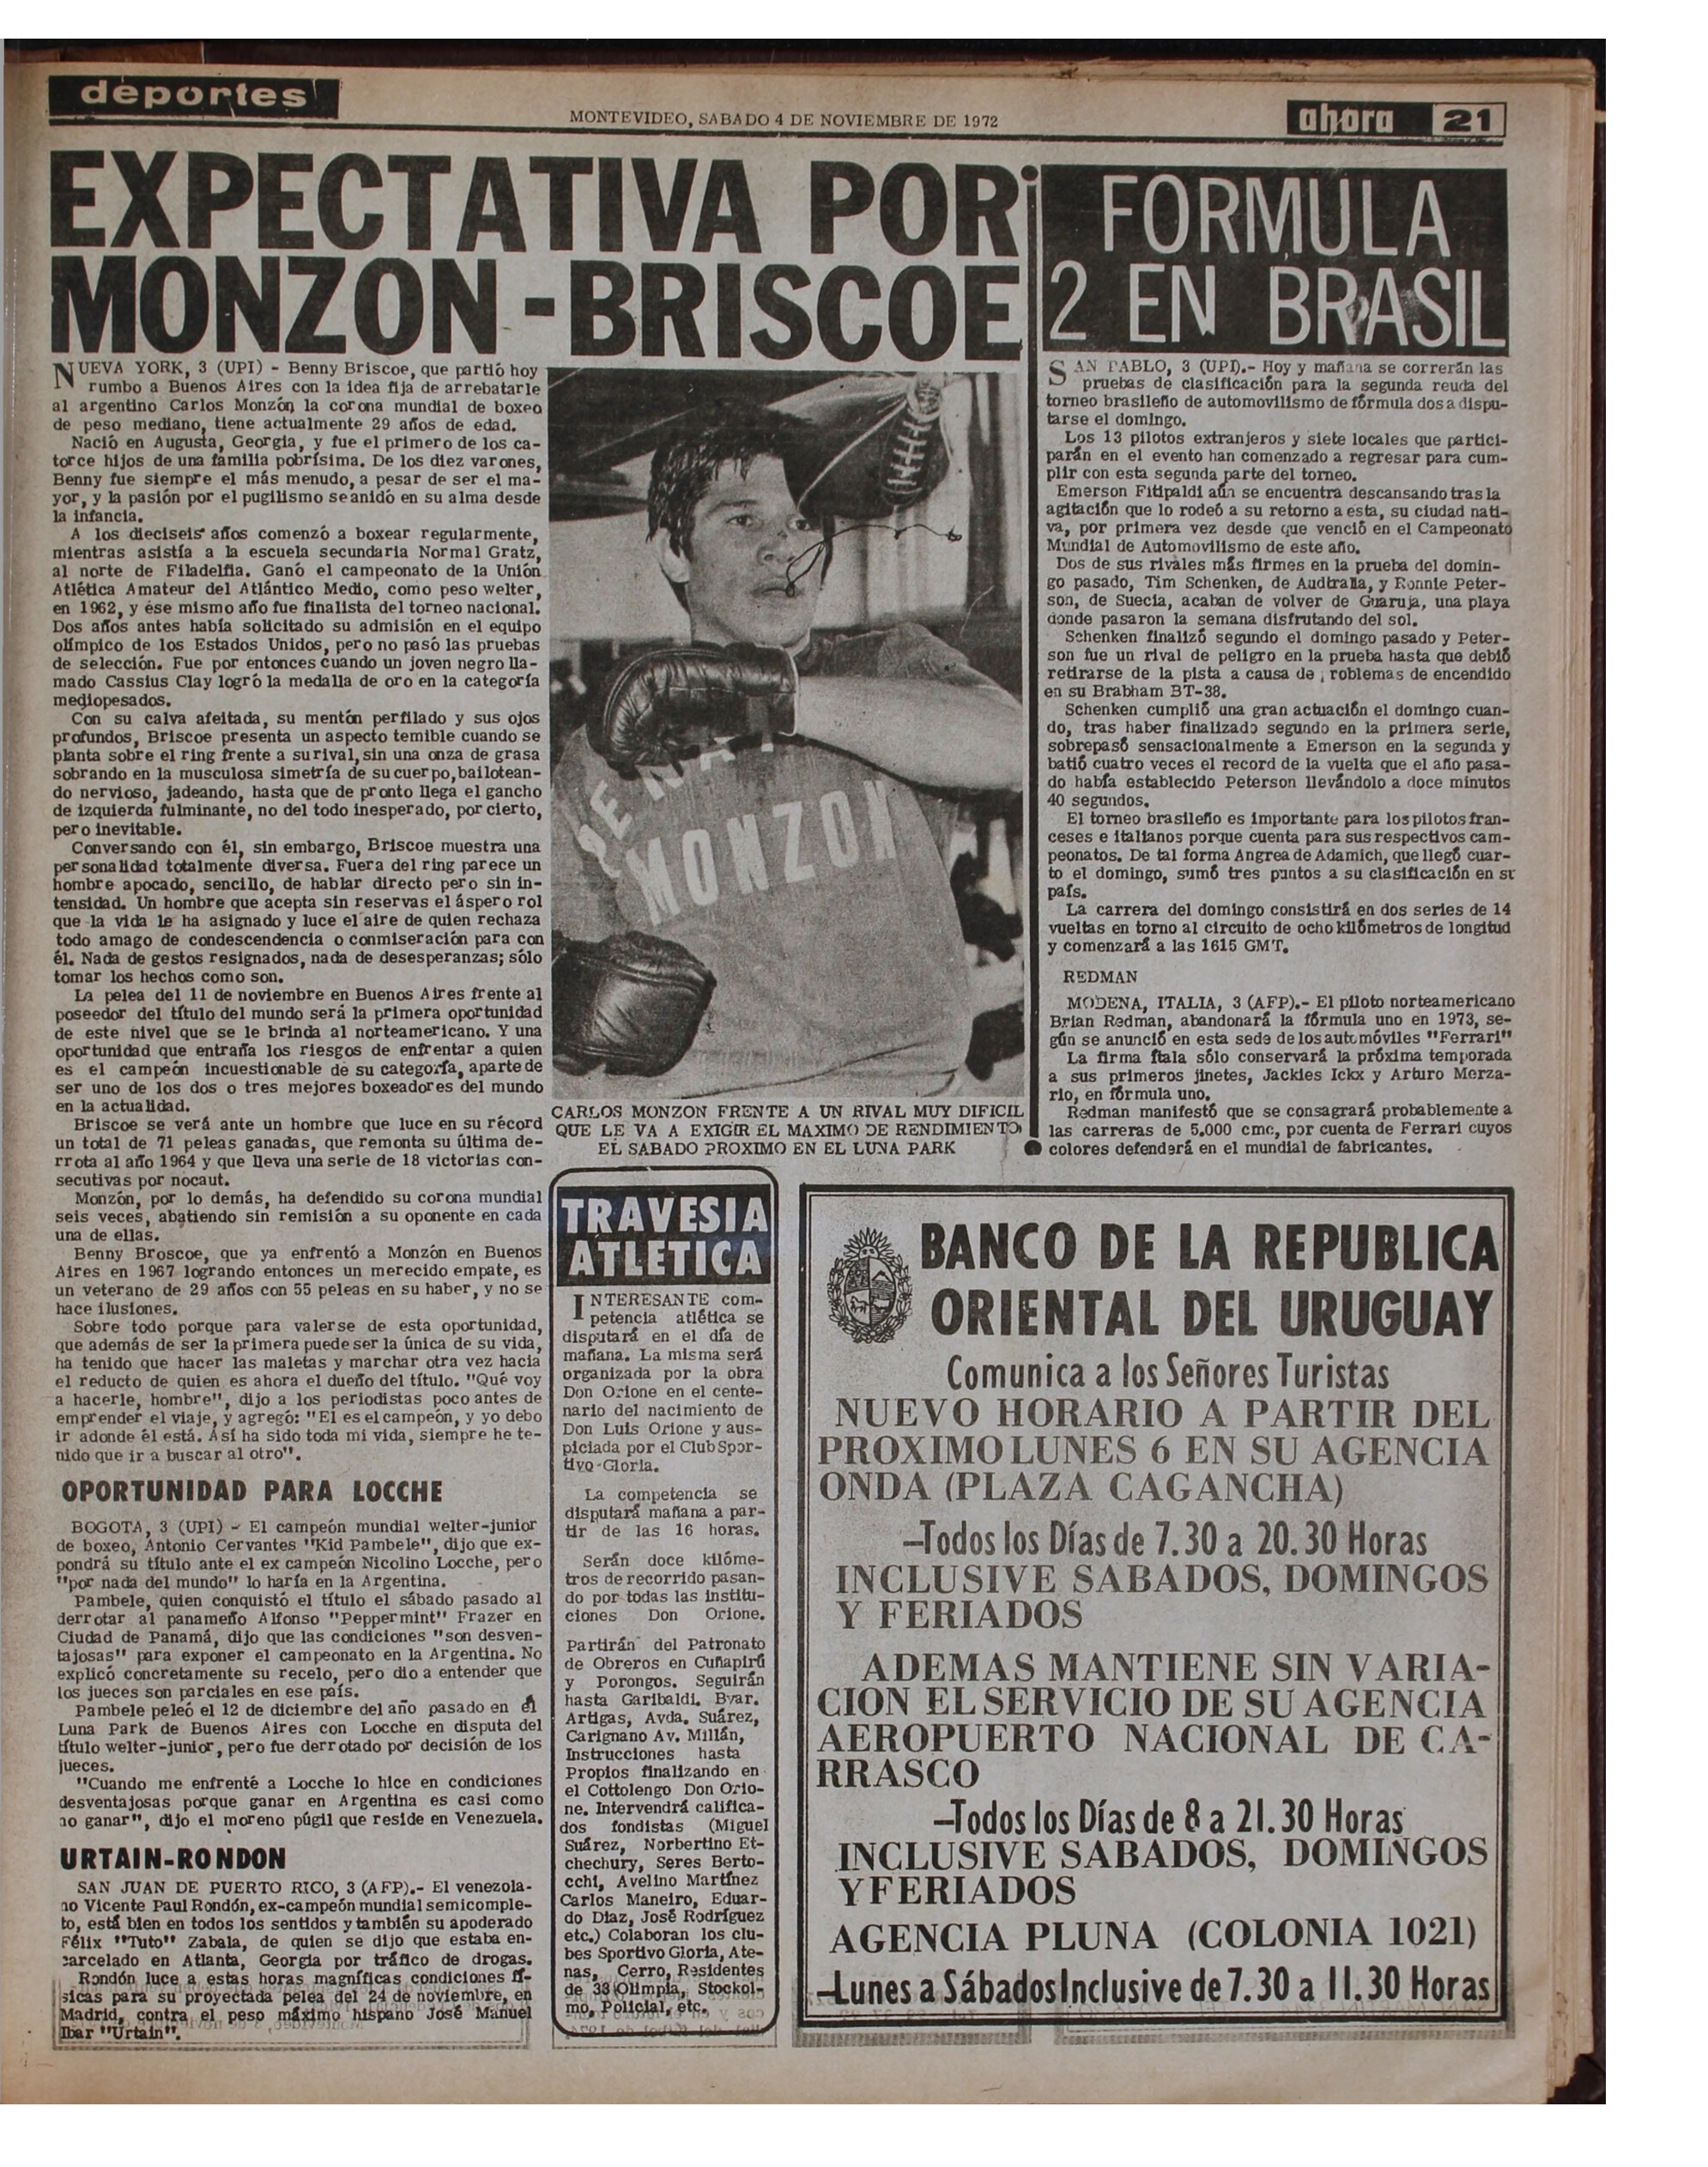 deportes
MONTEVIDEO, SABADO 4 DE NOVIEMBRE DE 1972
ahora 21
EXPECTATIVA POR
MONZON - BRISCOE
NUEVA YORK, 3 (UPI) - Benny Briscoe, que partió hoy
rumbo a Buenos Aires con la idea fija de arrebatarle
al argentino Carlos Monzón la corona mundial de boxeo
de peso mediano, tiene actualmente 29 años de edad.
Nació en Augusta, Georgia, y fue el primero de los ca-
torce hijos de una familia pobrísima. De los diez varones,
Benny fue siempre el más menudo, a pesar de ser el ma-
yor, y la pasión por el pugilismo se anidó en su alma desde
la infancia.
A los dieciseis años comenzó a boxear regularmente,
mientras asistía a la escuela secundaria Normal Gratz,
al norte de Filadelfia. Ganó el campeonato de la Unión
Atlética Amateur del Atlántico Medio, como peso welter,
en 1962, y ese mismo año fue finalista del torneo nacional.
Dos años antes había solicitado su admisión en el equipo
olímpico de los Estados Unidos, pero no pasó las pruebas
de selección. Fue por entonces cuando un joven negro lla-
mado Cassius Clay logró la medalla de oro en la categoría
mediopesados.
Con su calva afeitada, su mentón perfilado y sus ojos
profundos, Briscoe presenta un aspecto temible cuando se
planta sobre el ring frente a su rival, sin una onza de grasa
sobrando en la musculosa simetría de su cuerpo, bailotean-
do nervioso, jadeando, hasta que de pronto llega el gancho
de izquierda fulminante, no del todo inesperado, por cierto,
pero inevitable.
Conversando con él, sin embargo, Briscoe muestra una
personalidad totalmente diversa. Fuera del ring parece un
hombre apocado, sencillo, de hablar directo pero sin in-
tensidad. Un hombre que acepta sin reservas el áspero rol
que la vida le ha asignado y luce el aire de quien rechaza
todo amago de condescendencia o conmiseración para con
él. Nada de gestos resignados, nada de desesperanzas; sólo
tomar los hechos como son.
La pelea del 11 de noviembre en Buenos Aires frente al
poseedor del título del mundo será la primera oportunidad
de este nivel que se le brinda al norteamericano. Y una
oportunidad que entraña los riesgos de enfrentar a quien
es el campeón incuestionable de su categoría, aparte de
ser uno de los dos o tres mejores boxeadores del mundo
en la actualidad.
Briscoe se verá ante un hombre que luce en su récord
un total de 71 peleas ganadas, que remonta su última de-
rrota al año 1964 y que lleva una serie de 18 victorias con-
secutivas por nocaut.
Monzón, por lo demás, ha defendido su corona mundial
seis veces, abatiendo sin remisión a su oponente en cada
una de ellas.
Benny Broscoe, que ya enfrentó a Monzón en Buenos
Aires en 1967 logrando entonces un merecido empate, es
un veterano de 29 años con 55 peleas en su haber, y no se
hace ilusiones.
Sobre todo porque para valerse de esta oportunidad,
que además de ser la primera puede ser la única de su vida,
ha tenido que hacer las maletas y marchar otra vez hacia
el reducto de quien es ahora el dueño del título. "Qué voy
a hacerle, hombre", dijo a los periodistas poco antes de
emprender el viaje, y agregó: "El es el campeón, y yo debo
ir adonde él está. Así ha sido toda mi vida, siempre he te-
nido que ir a buscar al otro".
OPORTUNIDAD PARA LOCCHE
BOGOTA, 3 (UPI) - El campeón mundial welter-junior
de boxeo, Antonio Cervantes "Kid Pambele", dijo que ex-
pondrá su título ante el ex campeón Nicolino Locche, pero
"por nada del mundo" lo haría en la Argentina.
Pambele, quien conquistó el título el sábado pasado al
derrotar al panameño Alfonso "Peppermint" Frazer en
Ciudad de Panamá, dijo que las condiciones "son desven-
tajosas" para exponer el campeonato en la Argentina. No
explicó concretamente su recelo, pero dio a entender que
los jueces son parciales en ese país.
Pambele peleó el 12 de diciembre del año pasado en el
Luna Park de Buenos Aires con Locche en disputa del
título welter-junior, pero fue derrotado por decisión de los
jueces.
"Cuando me enfrenté a Locche lo hice en condiciones
desventajosas porque ganar en Argentina es casi como
no ganar", dijo el moreno púgil que reside en Venezuela.
URTAIN-RONDON
SAN JUAN DE PUERTO RICO, 3 (AFP).- El venezola-
no Vicente Paul Rondón, ex-campeón mundial semicomple-
to, está bien en todos los sentidos y también su apoderado
Félix "Tuto" Zabala, de quien se dijo que estaba en-
carcelado en Atlanta, Georgia por tráfico de drogas.
Rondón luce a estas horas magníficas condiciones fí-
sicas para su proyectada pelea del 24 de noviembre, en
Madrid, contra el peso máximo hispano José Manuel
Ibar "Urtain".
MONZON
CARLOS MONZON FRENTE A UN RIVAL MUY DIFICIL
QUE LE VA A EXIGIR EL MAXIMO DE RENDIMIENTO
EL SABADO PROXIMO EN EL LUNA PARK
TRAVESIA
ATLETICA
INTERESANTE com-
petencia atlética se
disputará en el día de
mañana. La misma será
organizada por la obra
Don Orione en el cente-
nario del nacimiento de
Don Luis Orione y aus-
piciada por el Club Spor-
tivo-Gloria.
La competencia se
disputará mañana a par-
tir de las 16 horas.
Serán doce kilóme-
tros de recorrido pasan-
do por todas las institu-
ciones Don Orione.
Partirán del Patronato
de Obreros en Cuñapirú
y Porongos. Seguirán
hasta Garibaldi. Bvar.
Artigas, Avda. Suárez,
Carignano Av. Millán,
Instrucciones hasta
Propios finalizando en
el Cottolengo Don Orio-
ne. Intervendrá califica-
dos fondistas (Miguel
Suárez, Norbertino Et-
chechury, Seres Berto-
cchi, Avelino Martínez
Carlos Maneiro, Eduar-
do Diaz, José Rodríguez
etc.) Colaboran los clu-
bes Sportivo Gloria, Ate-
nas, Cerro, Residentes
de 33 Olimpia, Stockol-
mo, Policial, etc.
FORMULA
2 EN BRASIL
SAN PABLO, 3 (UPI).- Hoy y mañana se correrán las
pruebas de clasificación para la segunda reuda del
torneo brasileño de automovilismo de fórmula dos a dispu-
tarse el domingo.
Los 13 pilotos extranjeros y siete locales que partici-
parán en el evento han comenzado a regresar para cum-
plir con esta segunda parte del torneo.
Emerson Fitipaldi aún se encuentra descansando tras la
agitación que lo rodeó a su retorno a esta, su ciudad nati-
va, por primera vez desde que venció en el Campeonato
Mundial de Automovilismo de este año.
Dos de sus rivales más firmes en la prueba del domin-
go pasado, Tim Schenken, de Audtralia, y Ronnie Peter-
son, de Suecia, acaban de volver de Guaruja, una playa
donde pasaron la semana disfrutando del sol.
Schenken finalizó segundo el domingo pasado y Peter-
son fue un rival de peligro en la prueba hasta que debió
retirarse de la pista a causa de roblemas de encendido
en su Brabham BT-38.
Schenken cumplió una gran actuación el domingo cuan-
do, tras haber finalizado segundo en la primera serie,
sobrepasó sensacionalmente a Emerson en la segunda y
batió cuatro veces el record de la vuelta que el año pasa-
do había establecido Peterson llevándolo a doce minutos
40 segundos.
El torneo brasileño es importante para los pilotos fran-
ceses e italianos porque cuenta para sus respectivos cam-
peonatos. De tal forma Angrea de Adamich, que llegó cuar-
to el domingo, sumó tres puntos a su clasificación en su
país.
La carrera del domingo consistirá en dos series de 14
vueltas en torno al circuito de ocho kilómetros de longitud
y comenzará a las 1615 GMT.
REDMAN
MODENA, ITALIA, 3 (AFP).- El piloto norteamericano
Brian Redman, abandonará la fórmula uno en 1973, se-
gún se anunció en esta sede de los automóviles "Ferrari"
La firma ítala sólo conservará la próxima temporada
a sus primeros jinetes, Jackies Ickx y Arturo Merza-
rio, en fórmula uno.
Redman manifestó que se consagrará probablemente a
las carreras de 5.000 cmc, por cuenta de Ferrari cuyos
colores defenderá en el mundial de fabricantes.
BANCO DE LA REPUBLICA
ORIENTAL DEL URUGUAY
Comunica a los Señores Turistas
NUEVO HORARIO A PARTIR DEL
PROXIMO LUNES 6 EN SU AGENCIA
ONDA (PLAZA CAGANCHA)
—Todos los Días de 7.30 a 20.30 Horas
INCLUSIVE SABADOS, DOMINGOS
Y FERIADOS
ADEMAS MANTIENE SIN VARIA-
CION EL SERVICIO DE SU AGENCIA
AEROPUERTO NACIONAL DE CA-
RRASCO
—Todos los Días de 8 a 21.30 Horas
INCLUSIVE SABADOS, DOMINGOS
Y FERIADOS
AGENCIA PLUNA (COLONIA 1021)
—Lunes a Sábados Inclusive de 7.30 a 11.30 Horas